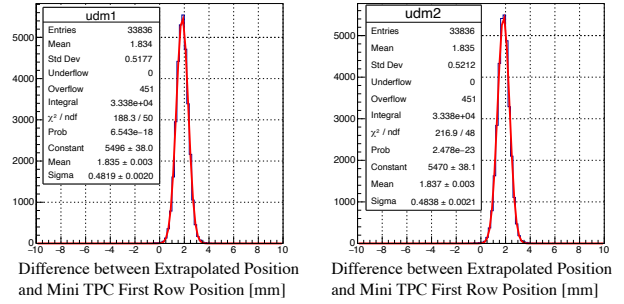 udm1
Entries 33836
Mean 1.834
Std Dev 0.5177
Underflow 0
Overflow 451
Integral 3.338e+04
χ² / ndf 188.3 / 50
Prob 6.543e−18
Constant 5496 ± 38.0
Mean 1.835 ± 0.003
Sigma 0.4819 ± 0.0020
5000
4000
3000
2000
1000
0
−10 −8 −6 −4 −2 0 2 4 6 8 10
Difference between Extrapolated Position
and Mini TPC First Row Position [mm]
udm2
Entries 33836
Mean 1.835
Std Dev 0.5212
Underflow 0
Overflow 451
Integral 3.338e+04
χ² / ndf 216.9 / 48
Prob 2.478e−23
Constant 5470 ± 38.1
Mean 1.837 ± 0.003
Sigma 0.4838 ± 0.0021
5000
4000
3000
2000
1000
0
−10 −8 −6 −4 −2 0 2 4 6 8 10
Difference between Extrapolated Position
and Mini TPC First Row Position [mm]